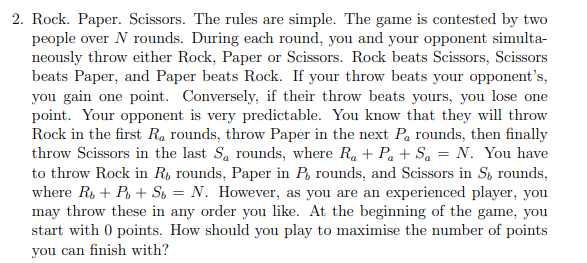 2. Rock. Paper. Scissors. The rules are simple. The game is contested by two
people over N rounds. During each round, you and your opponent simulta-
neously throw either Rock, Paper or Scissors. Rock beats Scissors, Scissors
beats Paper, and Paper beats Rock. If your throw beats your opponent's,
you gain one point. Conversely, if their throw beats yours, you lose one
point. Your opponent is very predictable. You know that they will throw
Rock in the first Rₐ rounds, throw Paper in the next Pₐ rounds, then finally
throw Scissors in the last Sₐ rounds, where Rₐ + Pₐ + Sₐ = N. You have
to throw Rock in R_b rounds, Paper in P_b rounds, and Scissors in S_b rounds,
where R_b + P_b + S_b = N. However, as you are an experienced player, you
may throw these in any order you like. At the beginning of the game, you
start with 0 points. How should you play to maximise the number of points
you can finish with?